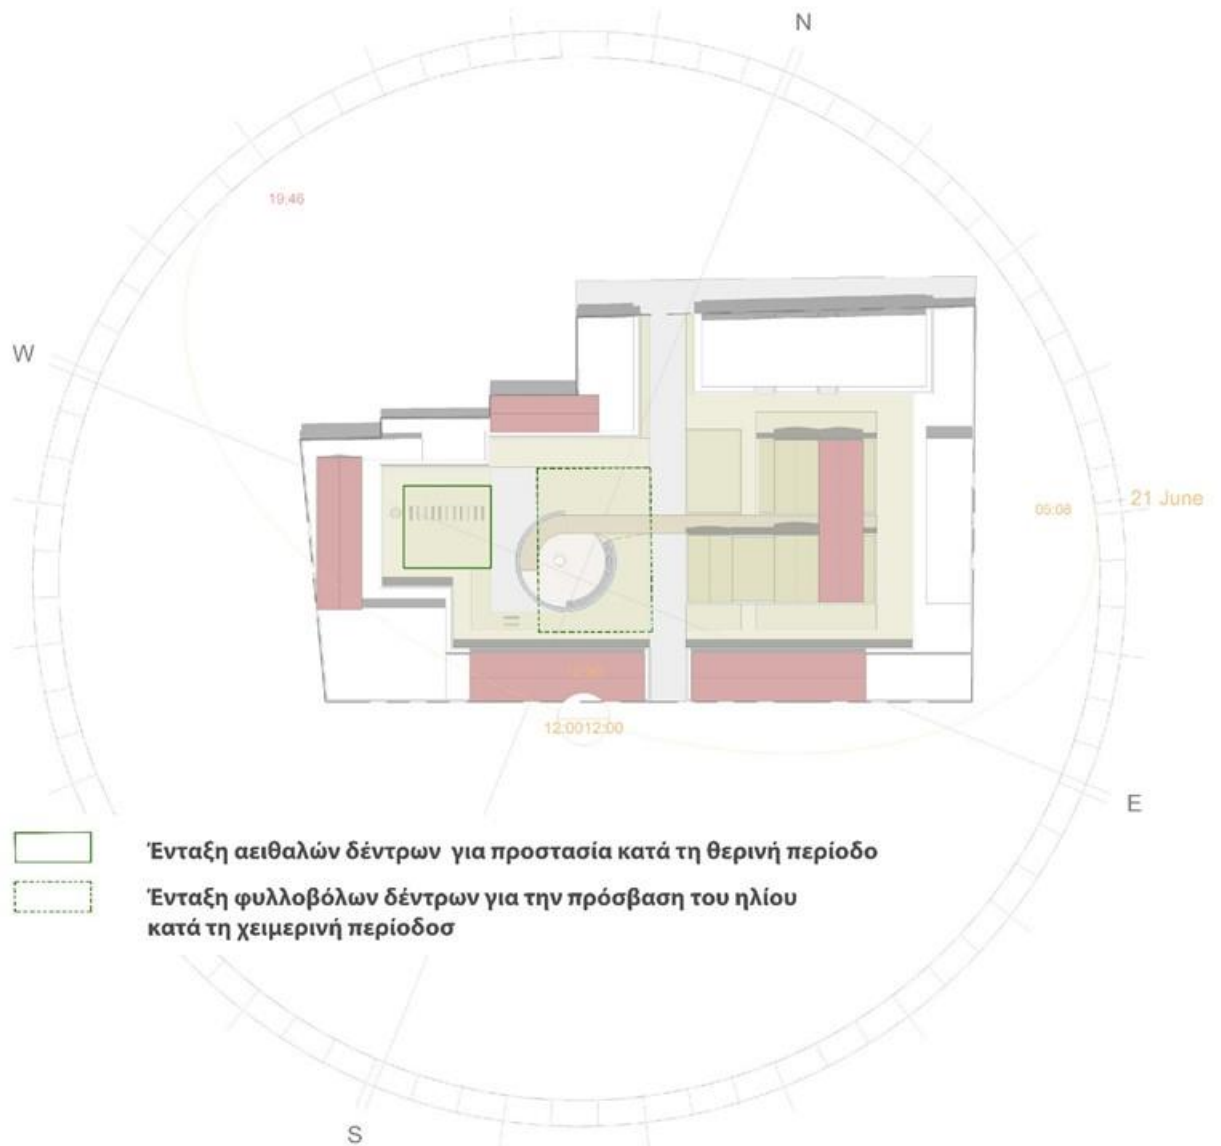 N
19:46
W
05:08
21 June
12:0012:00
E
Ένταξη αειθαλών δέντρων για προστασία κατά τη θερινή περίοδο
Ένταξη φυλλοβόλων δέντρων για την πρόσβαση του ηλίου
κατά τη χειμερινή περίοδοσ
S